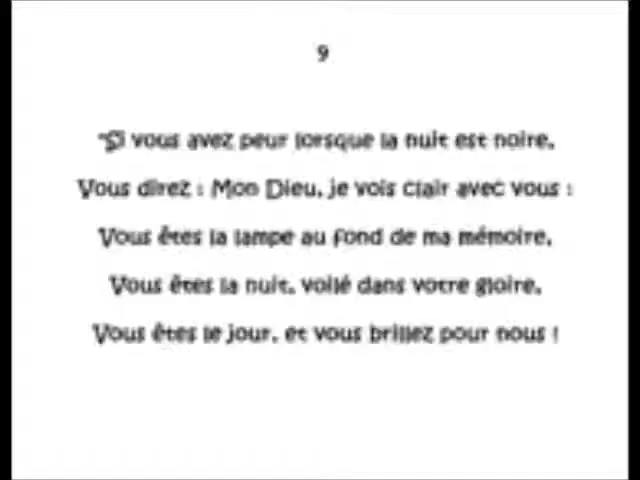 9
"Si vous avez peur lorsque la nuit est noire,
Vous direz : Mon Dieu, je vois clair avec vous :
Vous êtes la lampe au fond de ma mémoire,
Vous êtes la nuit, voilé dans votre gloire,
Vous êtes le jour, et vous brillez pour nous !